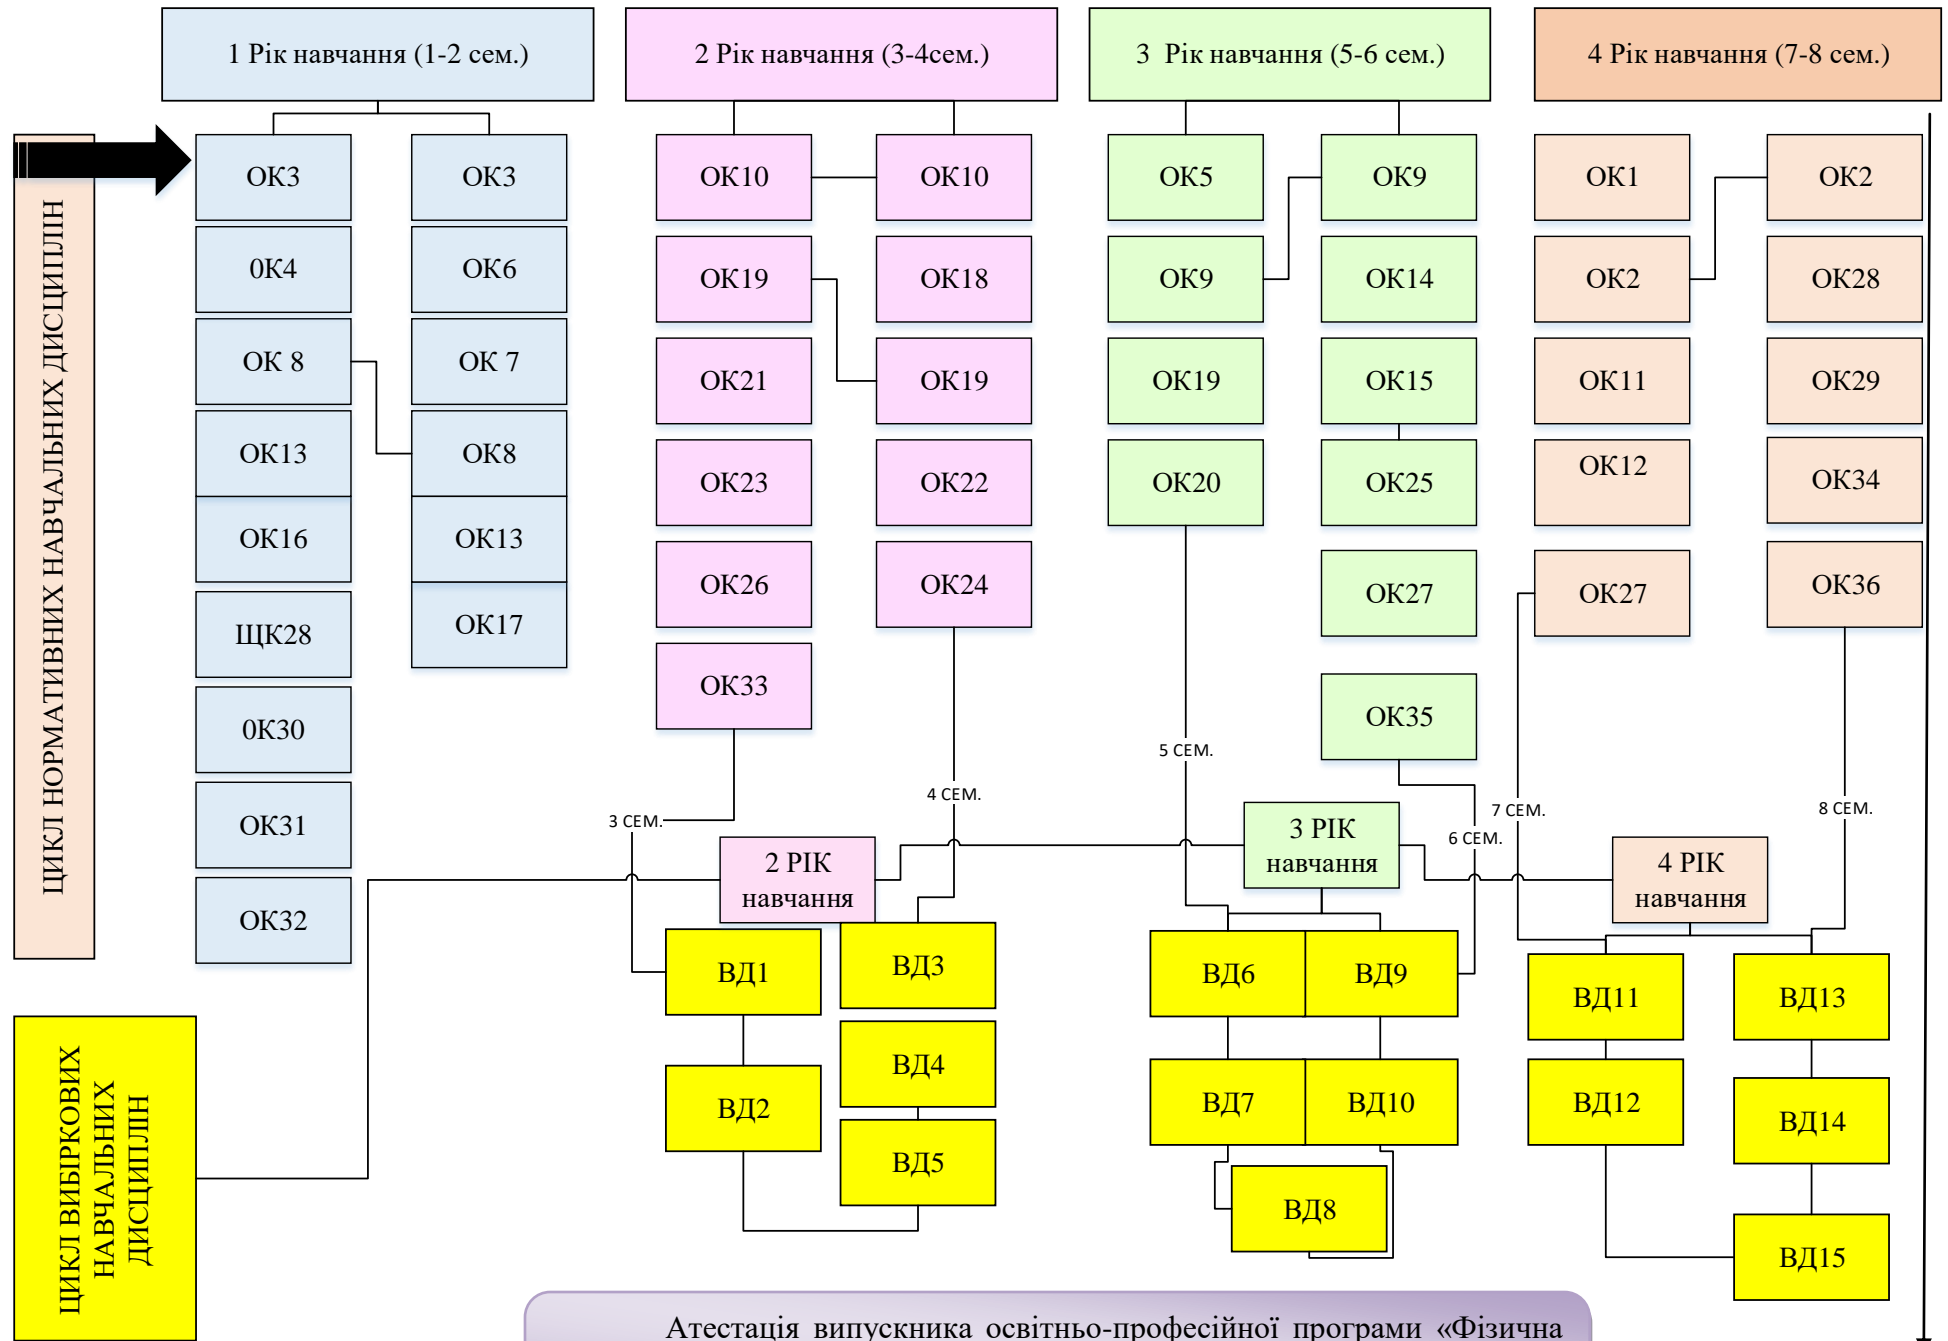 1 Рік навчання (1-2 сем.)
2 Рік навчання (3-4сем.)
3 Рік навчання (5-6 сем.)
4 Рік навчання (7-8 сем.)
ЦИКЛ НОРМАТИВНИХ НАВЧАЛЬНИХ ДИСЦИПЛІН
ОК3
0К4
ОК 8
ОК13
ОК16
ЩК28
0К30
ОК31
ОК32
ОК3
ОК6
ОК 7
ОК8
ОК13
ОК17
ОК10
ОК19
ОК21
ОК23
ОК26
ОК33
ОК10
ОК18
ОК19
ОК22
ОК24
ОК5
ОК9
ОК19
ОК20
ОК9
ОК14
ОК15
ОК25
ОК27
ОК35
ОК1
ОК2
ОК11
ОК12
ОК27
ОК2
ОК28
ОК29
ОК34
ОК36
3 СЕМ.
4 СЕМ.
5 СЕМ.
6 СЕМ.
7 СЕМ.
8 СЕМ.
2 РІК
навчання
3 РІК
навчання
4 РІК
навчання
ЦИКЛ ВИБІРКОВИХ
НАВЧАЛЬНИХ
ДИСЦИПЛІН
ВД1
ВД2
ВД3
ВД4
ВД5
ВД6
ВД7
ВД8
ВД9
ВД10
ВД11
ВД12
ВД13
ВД14
ВД15
Атестація випускника освітньо-професійної програми «Фізична